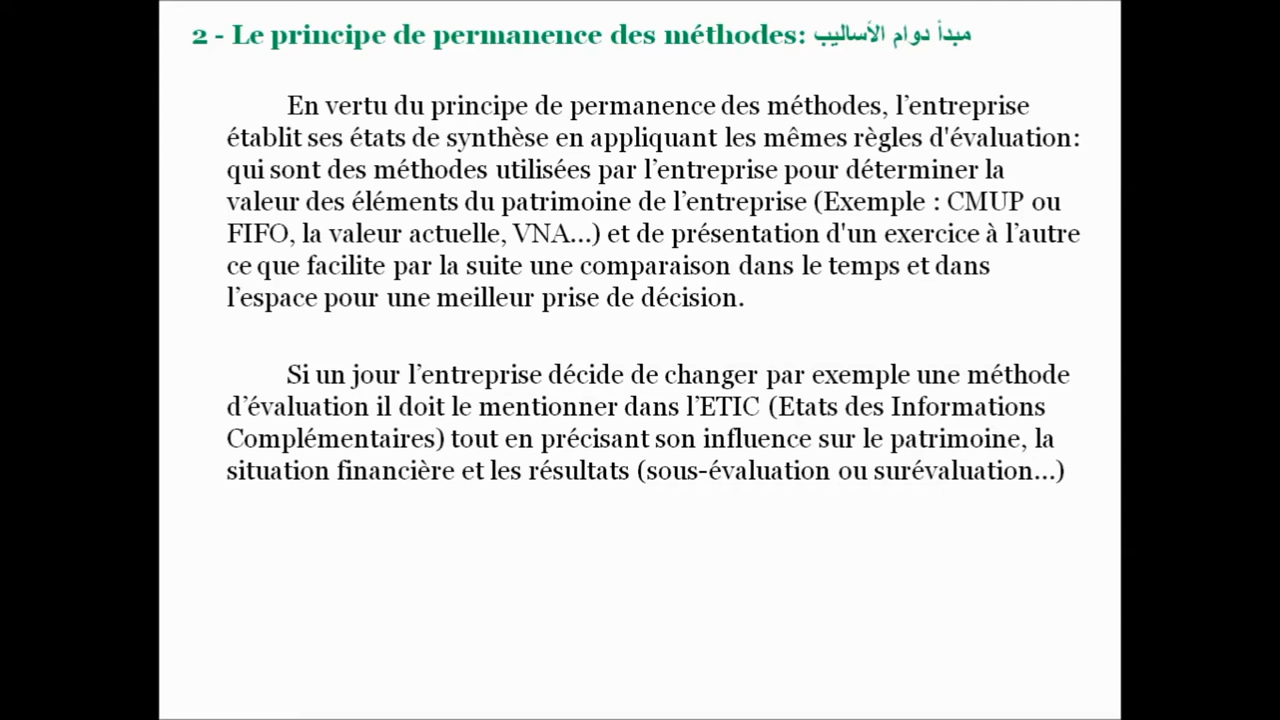 2 - Le principe de permanence des méthodes: مبدأ دوام الأساليب
En vertu du principe de permanence des méthodes, l’entreprise
établit ses états de synthèse en appliquant les mêmes règles d'évaluation:
qui sont des méthodes utilisées par l’entreprise pour déterminer la
valeur des éléments du patrimoine de l’entreprise (Exemple : CMUP ou
FIFO, la valeur actuelle, VNA…) et de présentation d'un exercice à l’autre
ce que facilite par la suite une comparaison dans le temps et dans
l’espace pour une meilleur prise de décision.
Si un jour l’entreprise décide de changer par exemple une méthode
d’évaluation il doit le mentionner dans l’ETIC (Etats des Informations
Complémentaires) tout en précisant son influence sur le patrimoine, la
situation financière et les résultats (sous-évaluation ou surévaluation…)